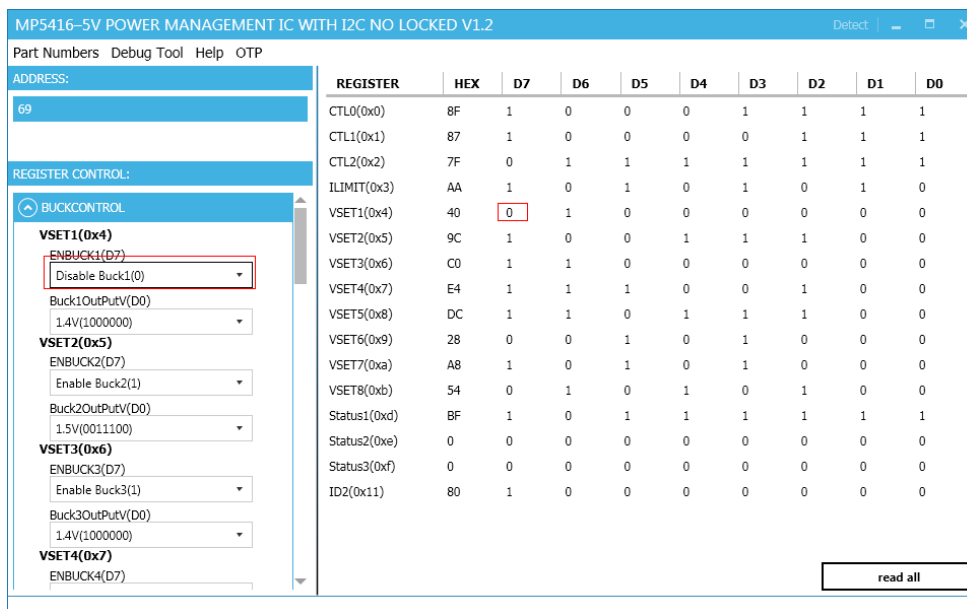 MP5416–5V POWER MANAGEMENT IC WITH I2C NO LOCKED V1.2 Detect
Part Numbers Debug Tool Help OTP
ADDRESS:
69
REGISTER CONTROL:
BUCKCONTROL
VSET1(0x4)
ENBUCK1(D7)
Disable Buck1(0)
Buck1OutPutV(D0)
1.4V(1000000)
VSET2(0x5)
ENBUCK2(D7)
Enable Buck2(1)
Buck2OutPutV(D0)
1.5V(0011100)
VSET3(0x6)
ENBUCK3(D7)
Enable Buck3(1)
Buck3OutPutV(D0)
1.4V(1000000)
VSET4(0x7)
ENBUCK4(D7)
REGISTER HEX D7 D6 D5 D4 D3 D2 D1 D0
CTL0(0x0) 8F 1 0 0 0 1 1 1 1
CTL1(0x1) 87 1 0 0 0 0 1 1 1
CTL2(0x2) 7F 0 1 1 1 1 1 1 1
ILIMIT(0x3) AA 1 0 1 0 1 0 1 0
VSET1(0x4) 40 0 1 0 0 0 0 0 0
VSET2(0x5) 9C 1 0 0 1 1 1 0 0
VSET3(0x6) C0 1 1 0 0 0 0 0 0
VSET4(0x7) E4 1 1 1 0 0 1 0 0
VSET5(0x8) DC 1 1 0 1 1 1 0 0
VSET6(0x9) 28 0 0 1 0 1 0 0 0
VSET7(0xa) A8 1 0 1 0 1 0 0 0
VSET8(0xb) 54 0 1 0 1 0 1 0 0
Status1(0xd) BF 1 0 1 1 1 1 1 1
Status2(0xe) 0 0 0 0 0 0 0 0 0
Status3(0xf) 0 0 0 0 0 0 0 0 0
ID2(0x11) 80 1 0 0 0 0 0 0 0
read all